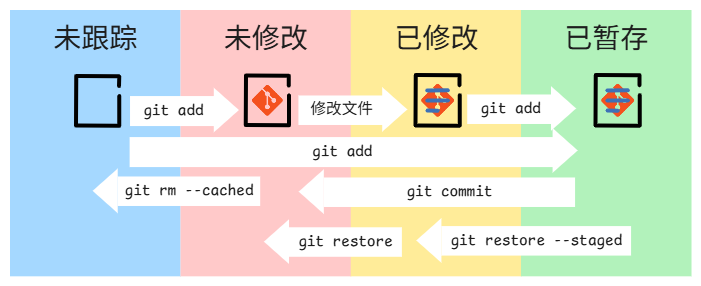 未跟踪
未修改
已修改
已暂存
git add
修改文件
git add
git add
git rm --cached
git commit
git restore
git restore --staged